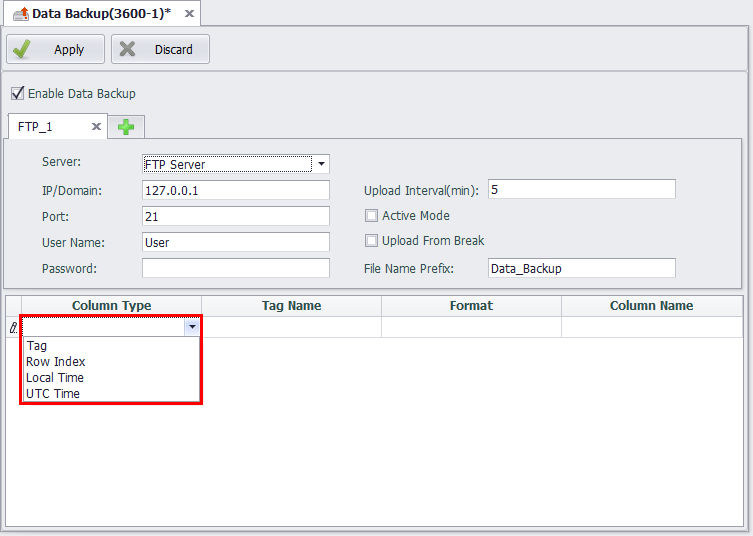 Data Backup(3600-1)*
Apply Discard
Enable Data Backup
FTP_1
Server: FTP Server
IP/Domain: 127.0.0.1 Upload Interval(min): 5
Port: 21 Active Mode
User Name: User Upload From Break
Password: File Name Prefix: Data_Backup
Column Type Tag Name Format Column Name
Tag
Row Index
Local Time
UTC Time